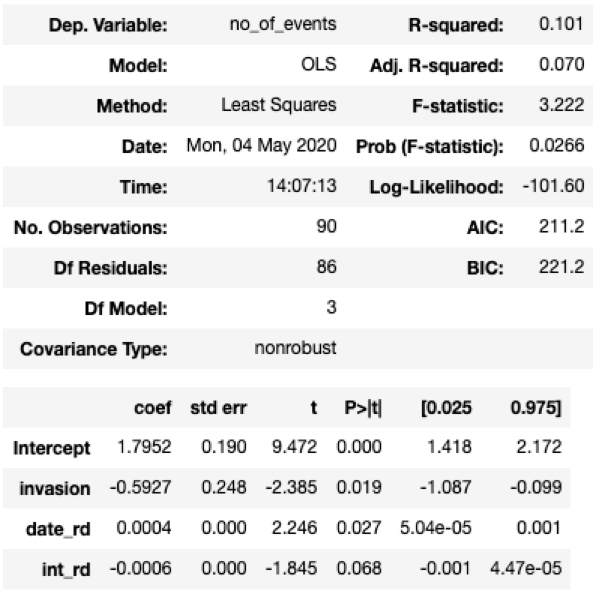 Dep. Variable: no_of_events R-squared: 0.101
Model: OLS Adj. R-squared: 0.070
Method: Least Squares F-statistic: 3.222
Date: Mon, 04 May 2020 Prob (F-statistic): 0.0266
Time: 14:07:13 Log-Likelihood: -101.60
No. Observations: 90 AIC: 211.2
Df Residuals: 86 BIC: 221.2
Df Model: 3
Covariance Type: nonrobust
coef std err t P>|t| [0.025 0.975]
Intercept 1.7952 0.190 9.472 0.000 1.418 2.172
invasion -0.5927 0.248 -2.385 0.019 -1.087 -0.099
date_rd 0.0004 0.000 2.246 0.027 5.04e-05 0.001
int_rd -0.0006 0.000 -1.845 0.068 -0.001 4.47e-05